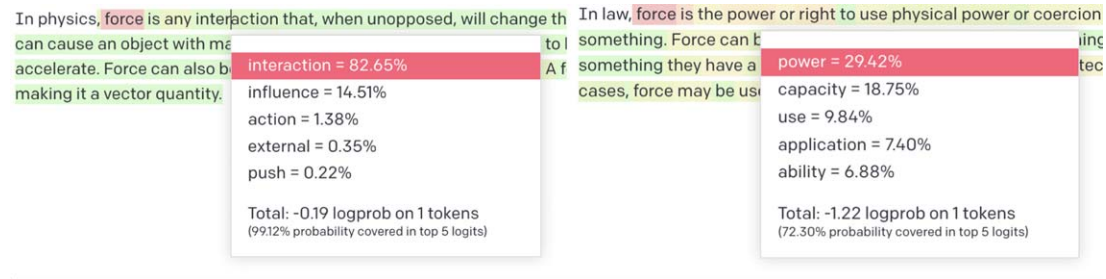 In physics, force is any interaction that, when unopposed, will change th
can cause an object with ma
to
accelerate. Force can also b
A f
making it a vector quantity.
interaction = 82.65%
influence = 14.51%
action = 1.38%
external = 0.35%
push = 0.22%
Total: -0.19 logprob on 1 tokens
(99.12% probability covered in top 5 logits)
In law, force is the power or right to use physical power or coercion
something. Force can b
ing
something they have a
tec
cases, force may be use
power = 29.42%
capacity = 18.75%
use = 9.84%
application = 7.40%
ability = 6.88%
Total: -1.22 logprob on 1 tokens
(72.30% probability covered in top 5 logits)